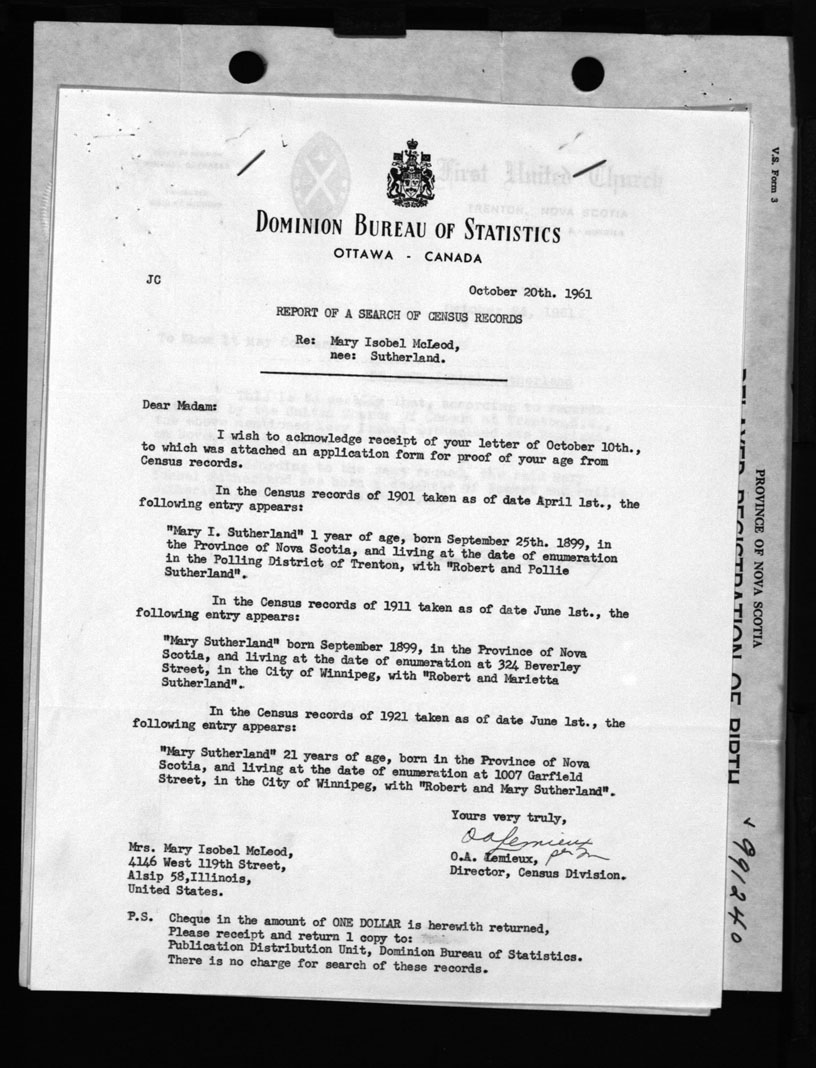 First United Church
TRENTON, NOVA SCOTIA
DOMINION BUREAU OF STATISTICS
OTTAWA - CANADA
JC
October 20th. 1961
REPORT OF A SEARCH OF CENSUS RECORDS
Re: Mary Isobel McLeod,
nee: Sutherland.
Dear Madam:
I wish to acknowledge receipt of your letter of October 10th.,
to which was attached an application form for proof of your age from
Census records.
In the Census records of 1901 taken as of date April 1st., the
following entry appears:
"Mary I. Sutherland" 1 year of age, born September 25th. 1899, in
the Province of Nova Scotia, and living at the date of enumeration
in the Polling District of Trenton, with "Robert and Pollie
Sutherland".
In the Census records of 1911 taken as of date June 1st., the
following entry appears:
"Mary Sutherland" born September 1899, in the Province of Nova
Scotia, and living at the date of enumeration at 324 Beverley
Street, in the City of Winnipeg, with "Robert and Marietta
Sutherland".
In the Census records of 1921 taken as of date June 1st., the
following entry appears:
"Mary Sutherland" 21 years of age, born in the Province of Nova
Scotia, and living at the date of enumeration at 1007 Garfield
Street, in the City of Winnipeg, with "Robert and Mary Sutherland".
Yours very truly,
OALemieux
O.A. Lemieux,
Director, Census Division.
Mrs. Mary Isobel McLeod,
4146 West 119th Street,
Alsip 58,Illinois,
United States.
P.S. Cheque in the amount of ONE DOLLAR is herewith returned,
Please receipt and return 1 copy to:
Publication Distribution Unit, Dominion Bureau of Statistics.
There is no charge for search of these records.
V.S. Form 3
PROVINCE OF NOVA SCOTIA
DELAYED REGISTRATION OF BIRTH
991240